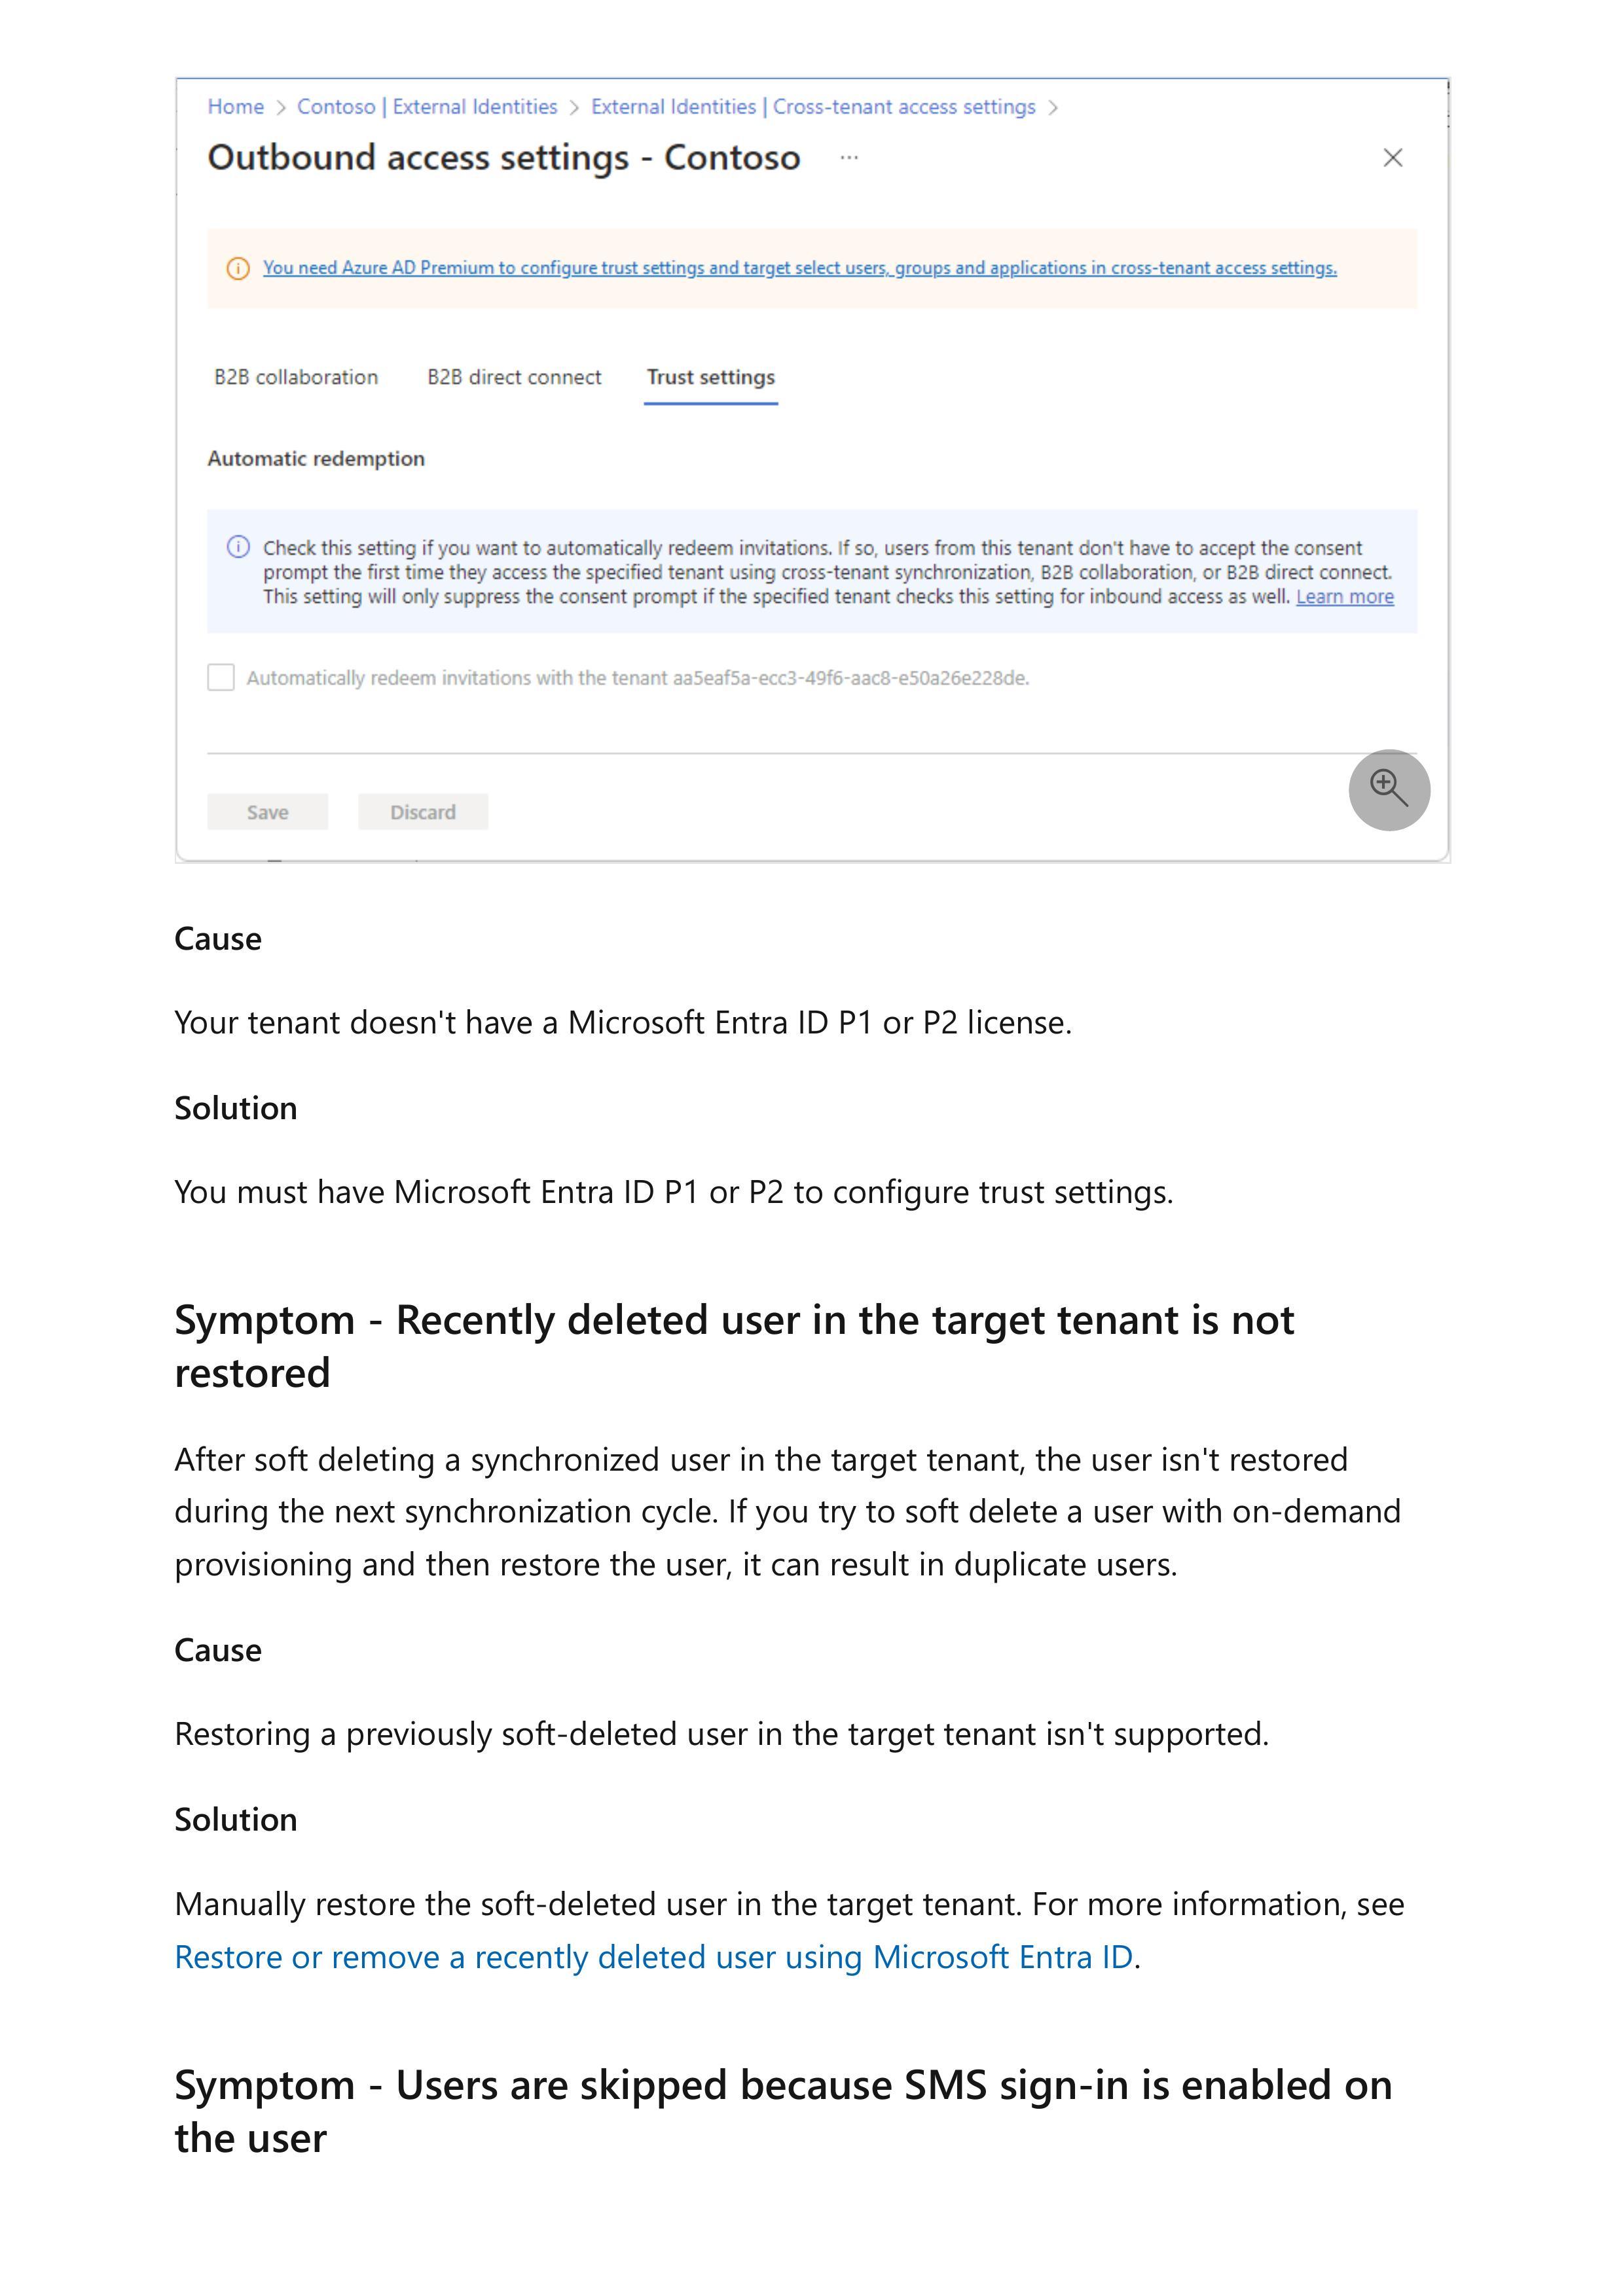 Home > Contoso | External Identities > External Identities | Cross-tenant access settings >
Outbound access settings - Contoso ...
You need Azure AD Premium to configure trust settings and target select users, groups and applications in cross-tenant access settings.
B2B collaboration B2B direct connect Trust settings
Automatic redemption
Check this setting if you want to automatically redeem invitations. If so, users from this tenant don't have to accept the consent
prompt the first time they access the specified tenant using cross-tenant synchronization, B2B collaboration, or B2B direct connect.
This setting will only suppress the consent prompt if the specified tenant checks this setting for inbound access as well. Learn more
Automatically redeem invitations with the tenant aa5eaf5a-ecc3-49f6-aac8-e50a26e228de.
Save Discard
Cause
Your tenant doesn't have a Microsoft Entra ID P1 or P2 license.
Solution
You must have Microsoft Entra ID P1 or P2 to configure trust settings.
Symptom - Recently deleted user in the target tenant is not
restored
After soft deleting a synchronized user in the target tenant, the user isn't restored
during the next synchronization cycle. If you try to soft delete a user with on-demand
provisioning and then restore the user, it can result in duplicate users.
Cause
Restoring a previously soft-deleted user in the target tenant isn't supported.
Solution
Manually restore the soft-deleted user in the target tenant. For more information, see
Restore or remove a recently deleted user using Microsoft Entra ID.
Symptom - Users are skipped because SMS sign-in is enabled on
the user